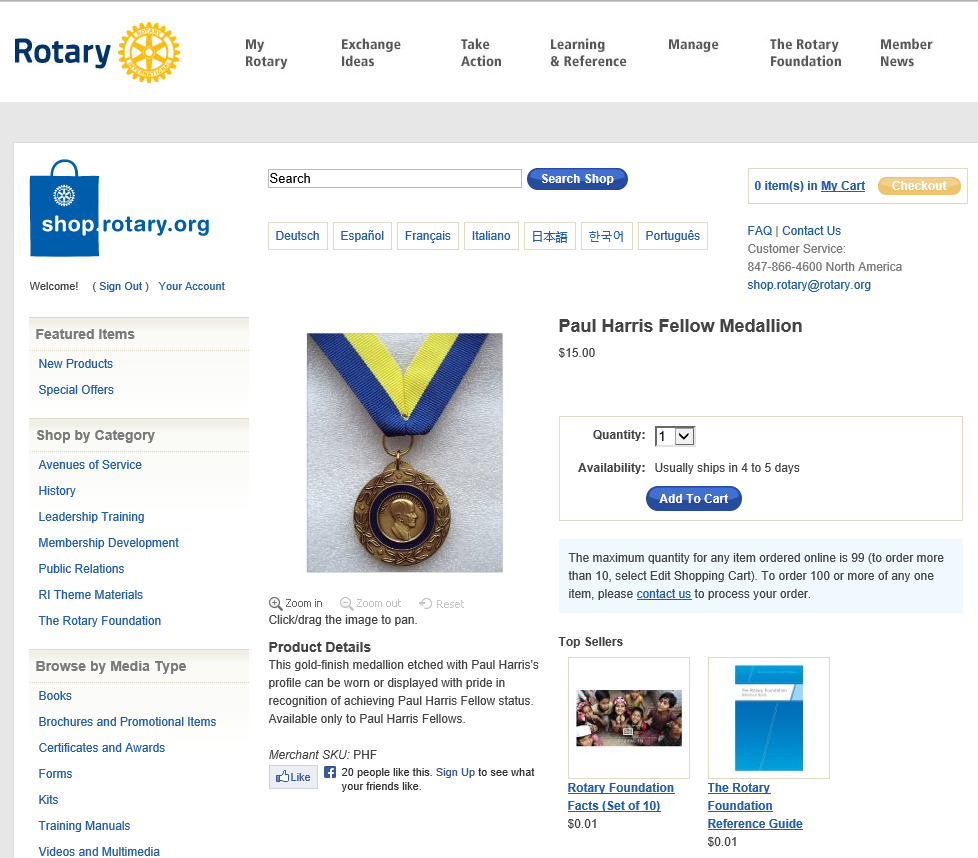 Rotary
My
Rotary
Exchange
Ideas
Take
Action
Learning
& Reference
Manage
The Rotary
Foundation
Member
News
shop.rotary.org
Search
Search Shop
0 item(s) in My Cart
Checkout
Deutsch
Español
Français
Italiano
日本語
한국어
Português
FAQ | Contact Us
Customer Service:
847-866-4600 North America
shop.rotary@rotary.org
Welcome! ( Sign Out ) Your Account
Featured Items
New Products
Special Offers
Shop by Category
Avenues of Service
History
Leadership Training
Membership Development
Public Relations
RI Theme Materials
The Rotary Foundation
Browse by Media Type
Books
Brochures and Promotional Items
Certificates and Awards
Forms
Kits
Training Manuals
Videos and Multimedia
Zoom in
Zoom out
Reset
Click/drag the image to pan.
Product Details
This gold-finish medallion etched with Paul Harris's
profile can be worn or displayed with pride in
recognition of achieving Paul Harris Fellow status.
Available only to Paul Harris Fellows.
Merchant SKU: PHF
Like
20 people like this. Sign Up to see what
your friends like.
Paul Harris Fellow Medallion
$15.00
Quantity: 1
Availability: Usually ships in 4 to 5 days
Add To Cart
The maximum quantity for any item ordered online is 99 (to order more
than 10, select Edit Shopping Cart). To order 100 or more of any one
item, please contact us to process your order.
Top Sellers
Rotary Foundation
Facts (Set of 10)
$0.01
The Rotary Foundation
The Rotary
Foundation
Reference Guide
$0.01